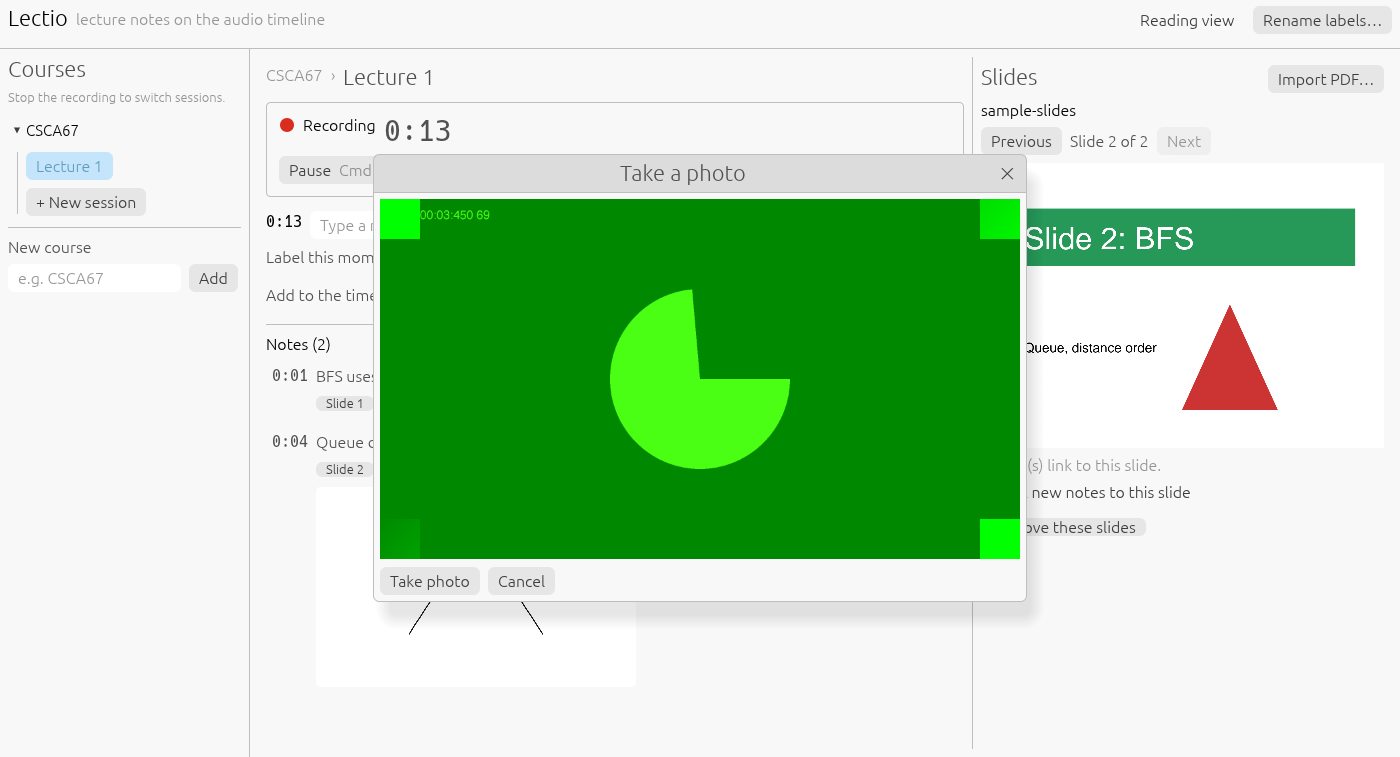 Lectio lecture notes on the audio timeline
Reading view Rename labels…
Courses
Stop the recording to switch sessions.
CSCA67
Lecture 1
+ New session
New course
e.g. CSCA67 Add
CSCA67 › Lecture 1
Recording 0:13
Pause Cmd
0:13 Type a
Label this mom
Add to the time
Notes (2)
0:01 BFS uses
Slide 1
0:04 Queue
Slide 2
Take a photo
00:03:450 69
Take photo Cancel
Slides Import PDF…
sample-slides
Previous Slide 2 of 2 Next
Slide 2: BFS
Queue, distance order
(s) link to this slide.
new notes to this slide
ove these slides